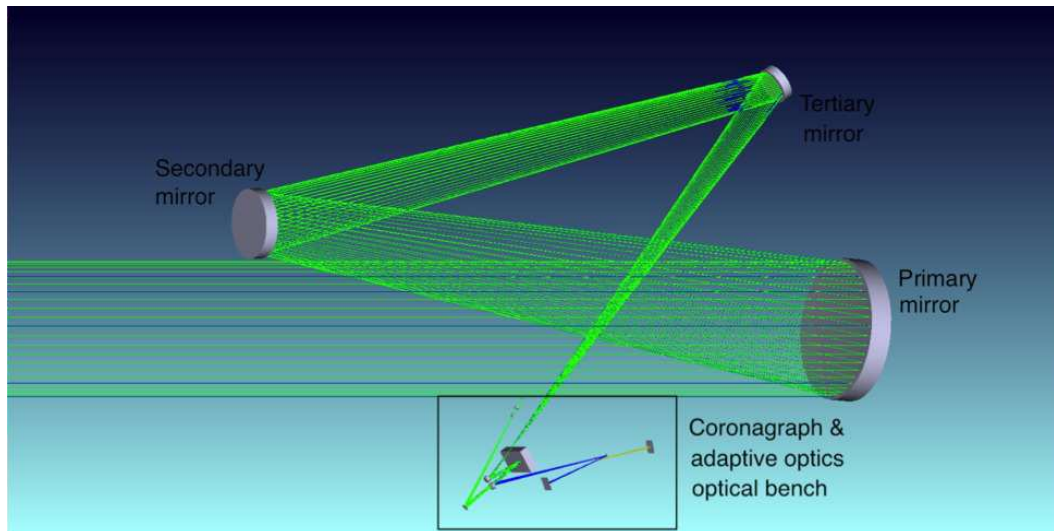 Tertiary
mirror
Secondary
mirror
Primary
mirror
Coronagraph &
adaptive optics
optical bench